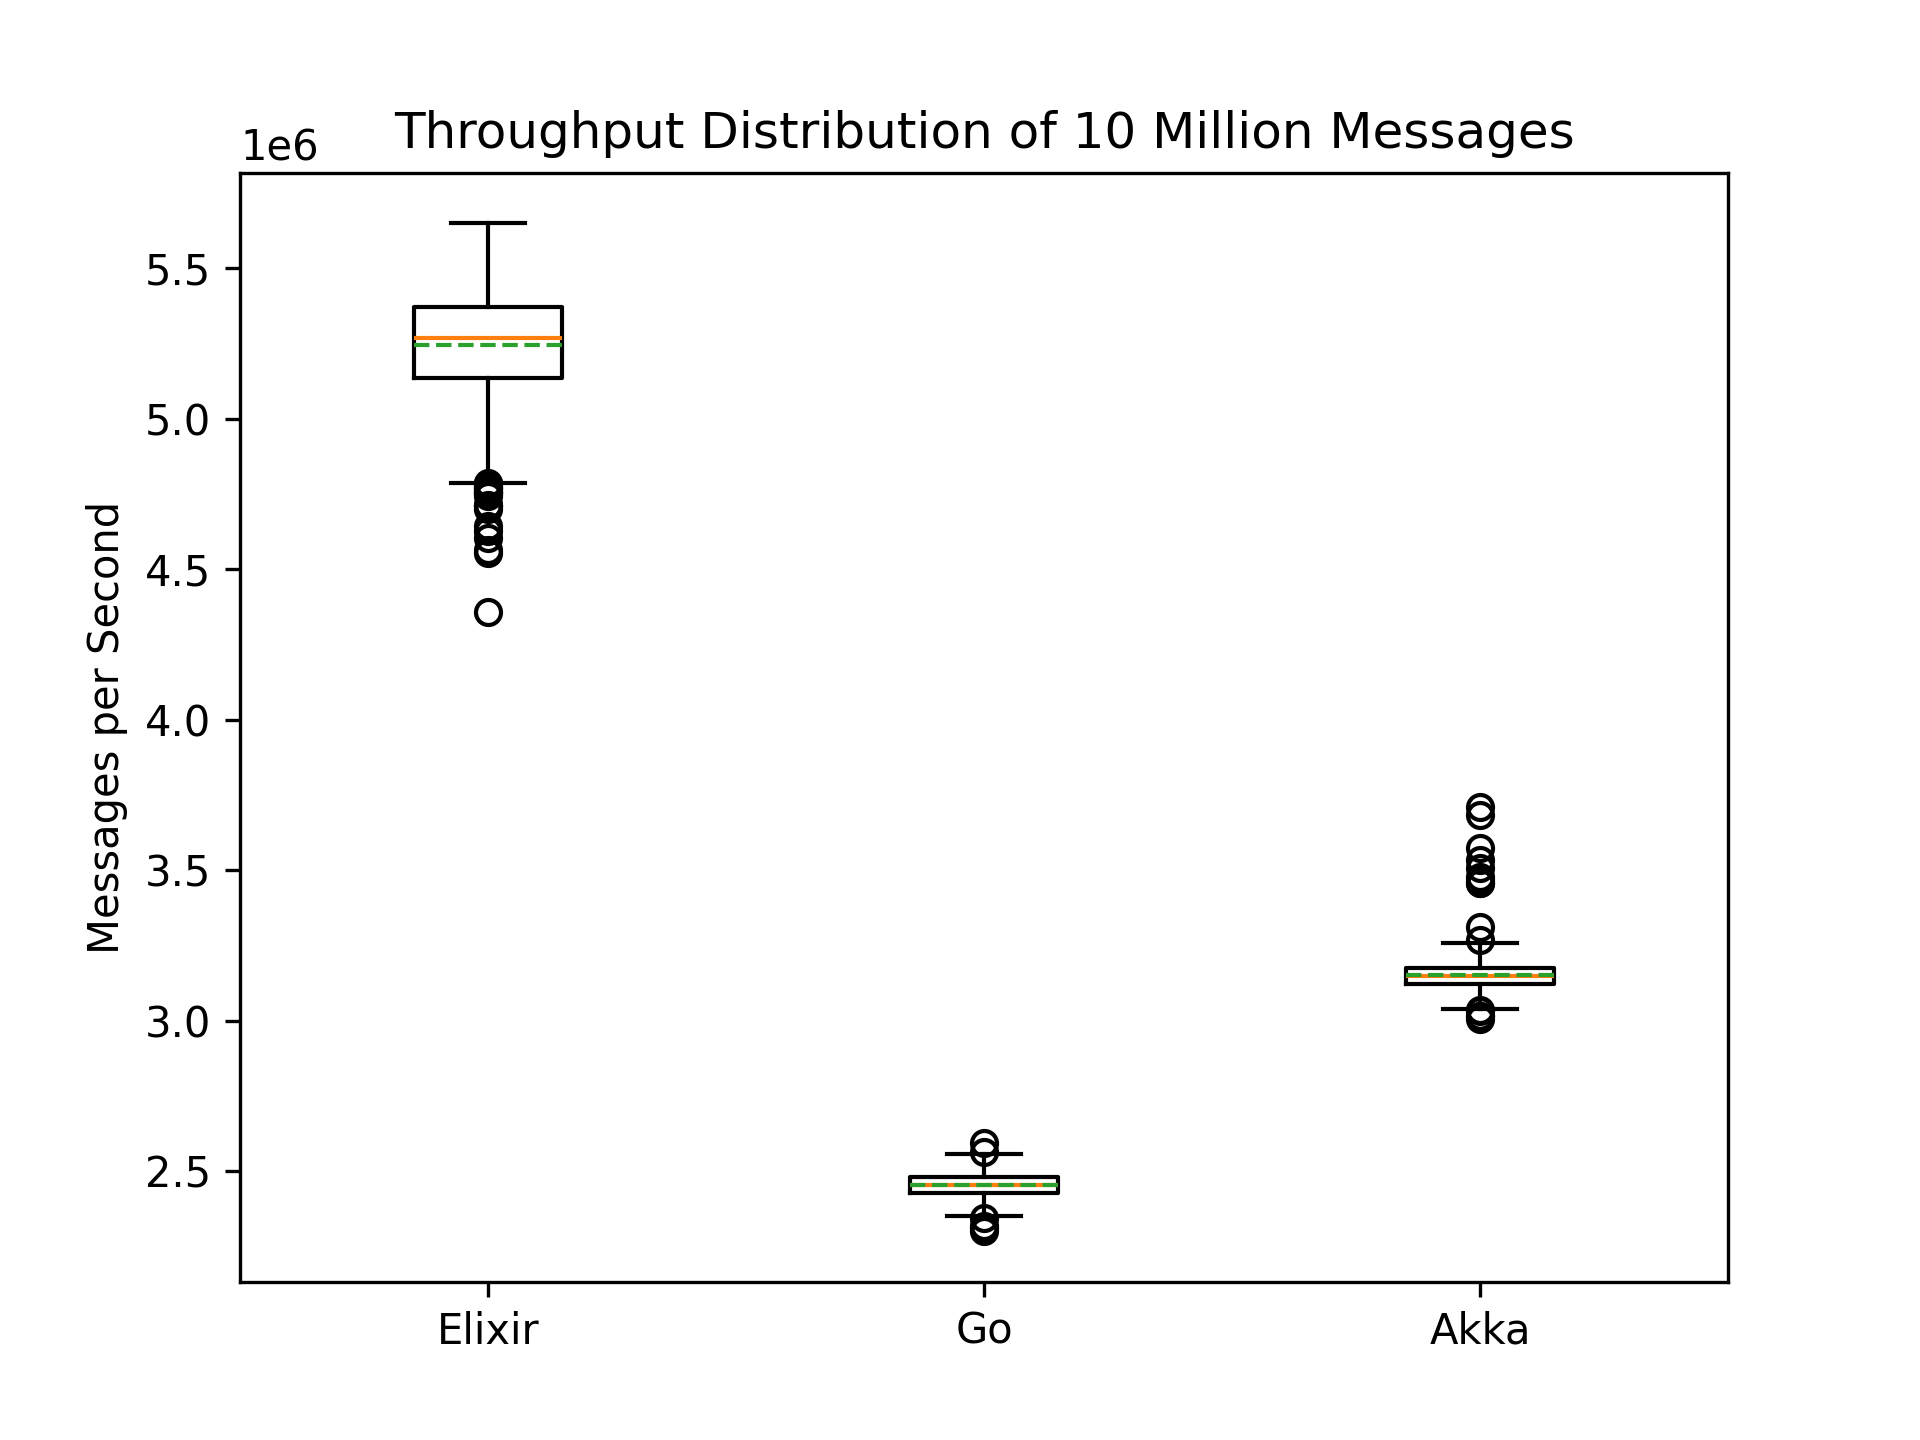 Throughput Distribution of 10 Million Messages
1e6
5.5
5.0
4.5
4.0
3.5
3.0
2.5
Messages per Second
Elixir
Go
Akka